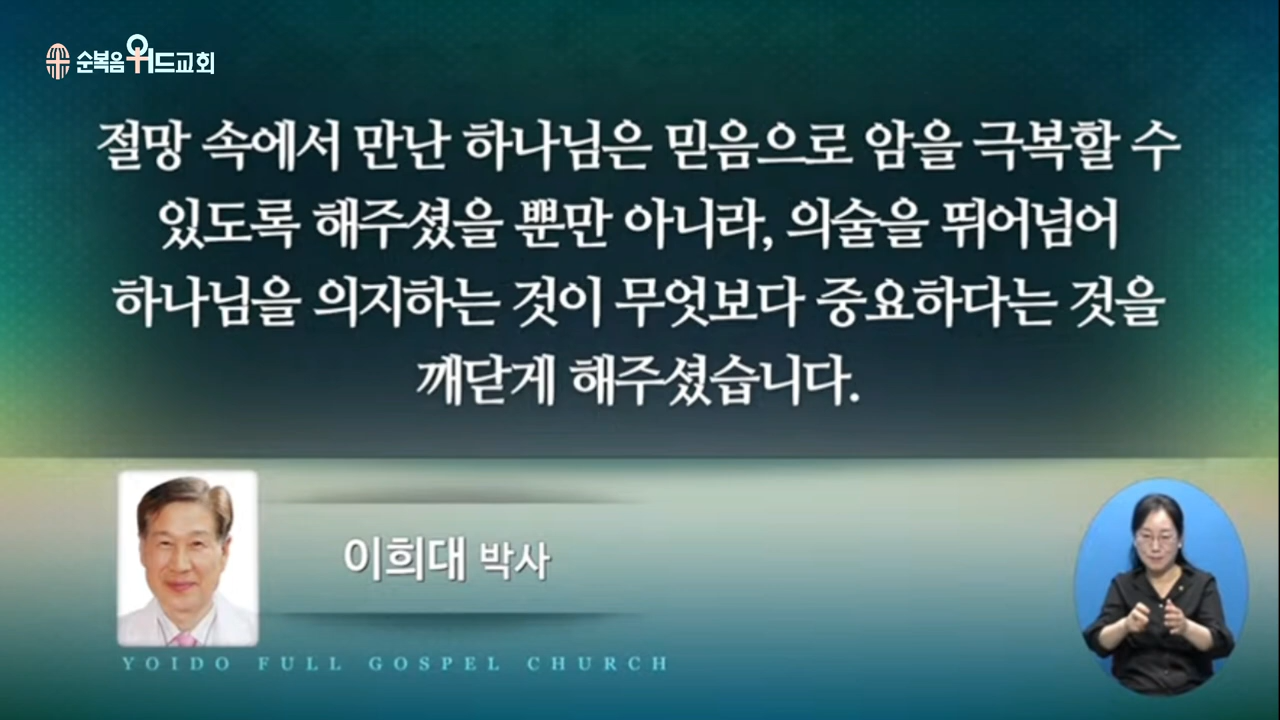 순복음위드교회
절망 속에서 만난 하나님은 믿음으로 암을 극복할 수
있도록 해주셨을 뿐만 아니라, 의술을 뛰어넘어
하나님을 의지하는 것이 무엇보다 중요하다는 것을
깨닫게 해주셨습니다.
이희대 박사
YOIDO FULL GOSPEL CHURCH